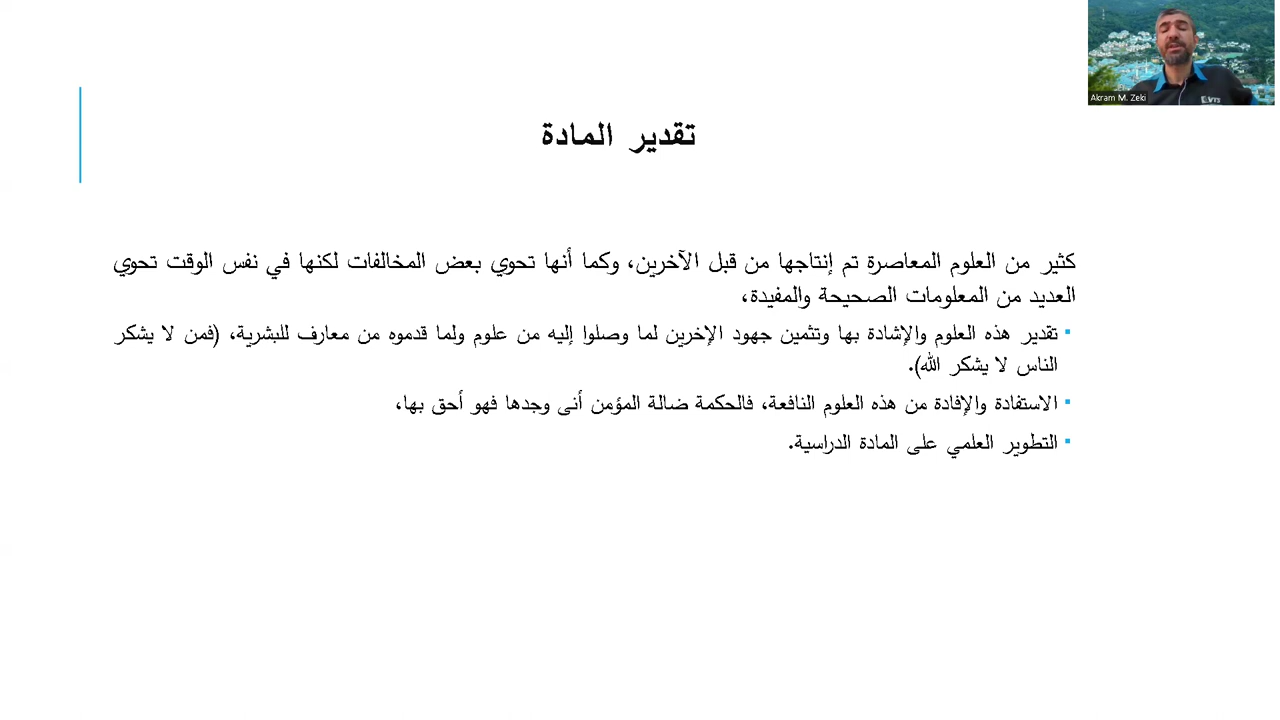 Akram M. Zeki
تقدير المادة
كثير من العلوم المعاصرة تم إنتاجها من قبل الآخرين، وكما أنها تحوي بعض المخالفات لكنها في نفس الوقت تحوي
العديد من المعلومات الصحيحة والمفيدة،
▪ تقدير هذه العلوم والإشادة بها وتثمين جهود الإخرين لما وصلوا إليه من علوم ولما قدموه من معارف للبشرية، (فمن لا يشكر
الناس لا يشكر الله).
▪ الاستفادة والإفادة من هذه العلوم النافعة، فالحكمة ضالة المؤمن أنى وجدها فهو أحق بها،
▪ التطوير العلمي على المادة الدراسية.